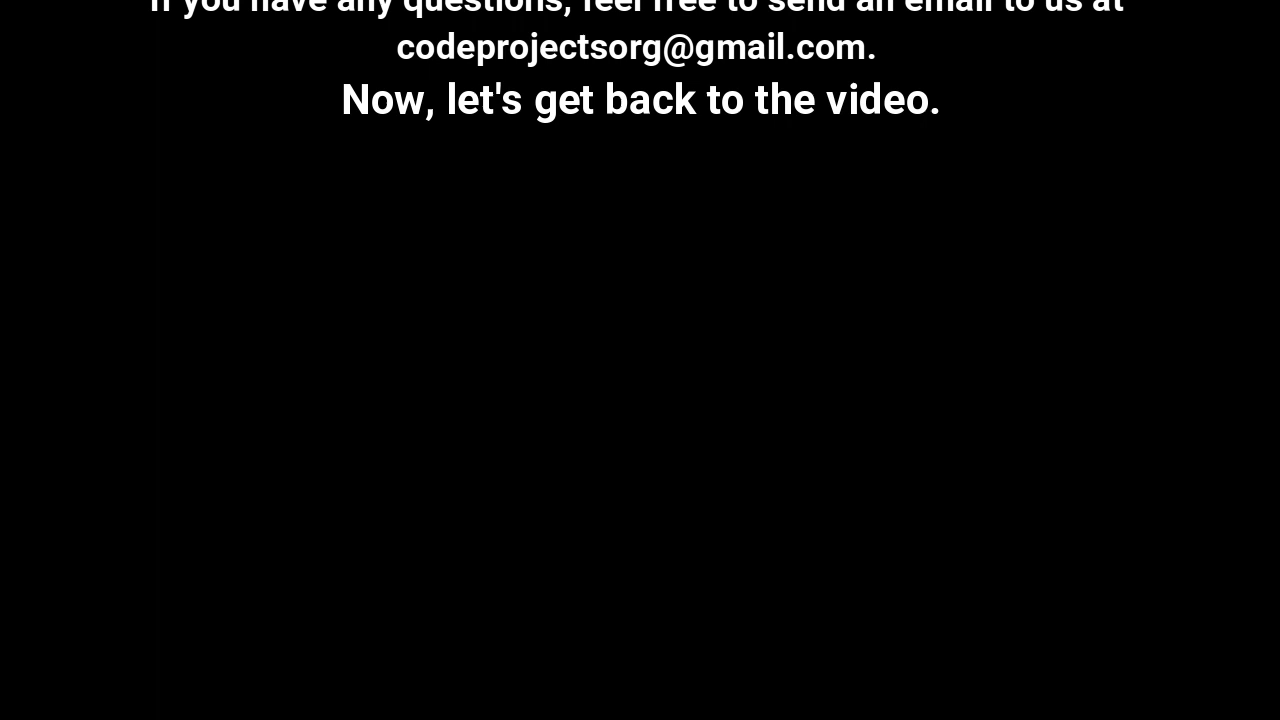 If you have any questions, feel free to send an email to us at
codeprojectsorg@gmail.com.
Now, let's get back to the video.